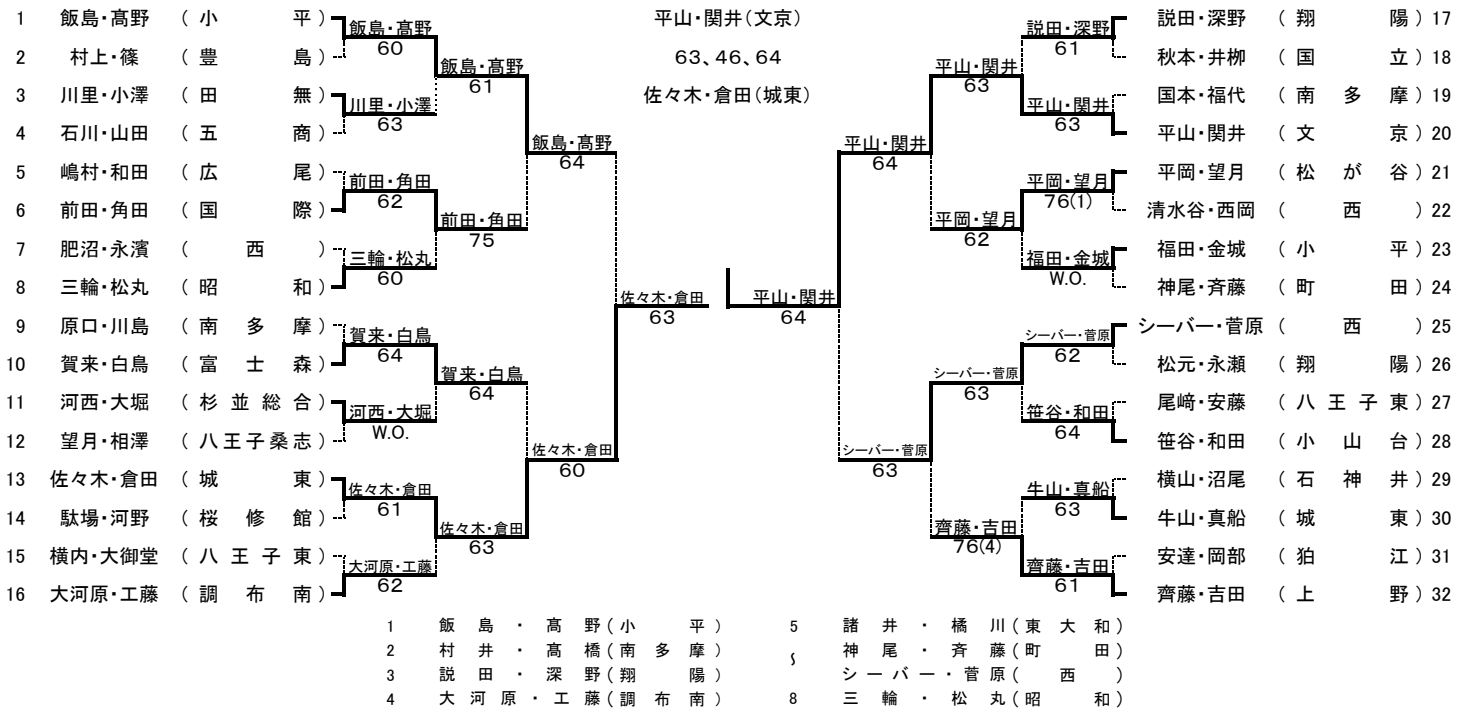 平山・関井(文京)
63、46、64
佐々木・倉田(城東)
1 飯島・髙野 (小平)
2 村上・篠 (豊島)
3 川里・小澤 (田無)
4 石川・山田 (五商)
5 嶋村・和田 (広尾)
6 前田・角田 (国際)
7 肥沼・永濱 (西)
8 三輪・松丸 (昭和)
9 原口・川島 (南多摩)
10 賀来・白鳥 (富士森)
11 河西・大堀 (杉並総合)
12 望月・相澤 (八王子桑志)
13 佐々木・倉田 (城東)
14 駄場・河野 (桜修館)
15 横内・大御堂 (八王子東)
16 大河原・工藤 (調布南)
飯島・髙野
60
川里・小澤
63
前田・角田
62
三輪・松丸
60
賀来・白鳥
64
河西・大堀
W.O.
佐々木・倉田
61
大河原・工藤
62
飯島・髙野
61
前田・角田
75
賀来・白鳥
64
佐々木・倉田
63
飯島・髙野
64
佐々木・倉田
60
佐々木・倉田
63
平山・関井
64
平山・関井
64
シーバー・菅原
63
平山・関井
63
平岡・望月
62
シーバー・菅原
63
齊藤・吉田
76(4)
説田・深野
61
平山・関井
63
平岡・望月
76(1)
福田・金城
W.O.
シーバー・菅原
62
笹谷・和田
64
牛山・真船
63
齊藤・吉田
61
説田・深野 (翔陽) 17
秋本・井栁 (国立) 18
国本・福代 (南多摩) 19
平山・関井 (文京) 20
平岡・望月 (松が谷) 21
清水谷・西岡 (西) 22
福田・金城 (小平) 23
神尾・斉藤 (町田) 24
シーバー・菅原 (西) 25
松元・永瀬 (翔陽) 26
尾﨑・安藤 (八王子東) 27
笹谷・和田 (小山台) 28
横山・沼尾 (石神井) 29
牛山・真船 (城東) 30
安達・岡部 (狛江) 31
齊藤・吉田 (上野) 32
1 飯島・髙野(小平)
2 村井・髙橋(南多摩)
3 説田・深野(翔陽)
4 大河原・工藤(調布南)
5 諸井・橘川(東大和)
〜 神尾・斉藤(町田)
シーバー・菅原(西)
8 三輪・松丸(昭和)